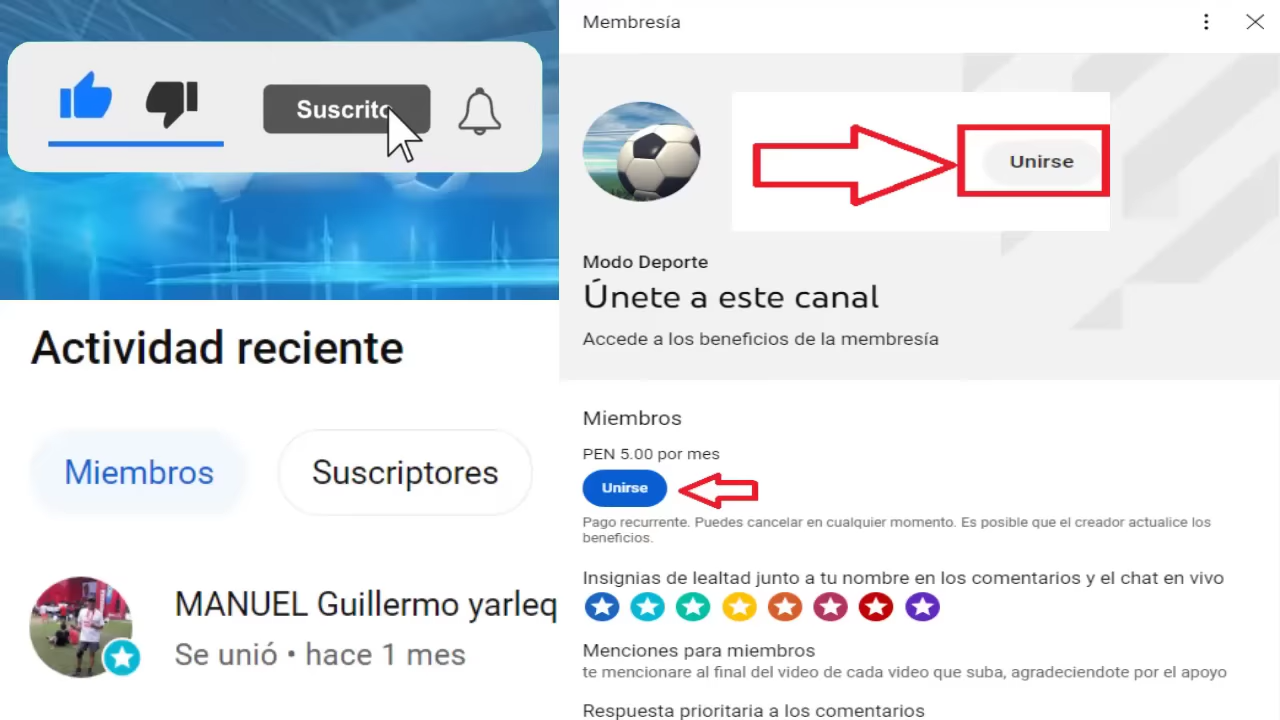 Suscrito
Actividad reciente
Miembros
Suscriptores
MANUEL Guillermo yarleq
Se unió • hace 1 mes
Membresía
Unirse
Modo Deporte
Únete a este canal
Accede a los beneficios de la membresía
Miembros
PEN 5.00 por mes
Unirse
Pago recurrente. Puedes cancelar en cualquier momento. Es posible que el creador actualice los
beneficios.
Insignias de lealtad junto a tu nombre en los comentarios y el chat en vivo
Menciones para miembros
te mencionare al final del video de cada video que suba, agradeciendote por el apoyo
Respuesta prioritaria a los comentarios